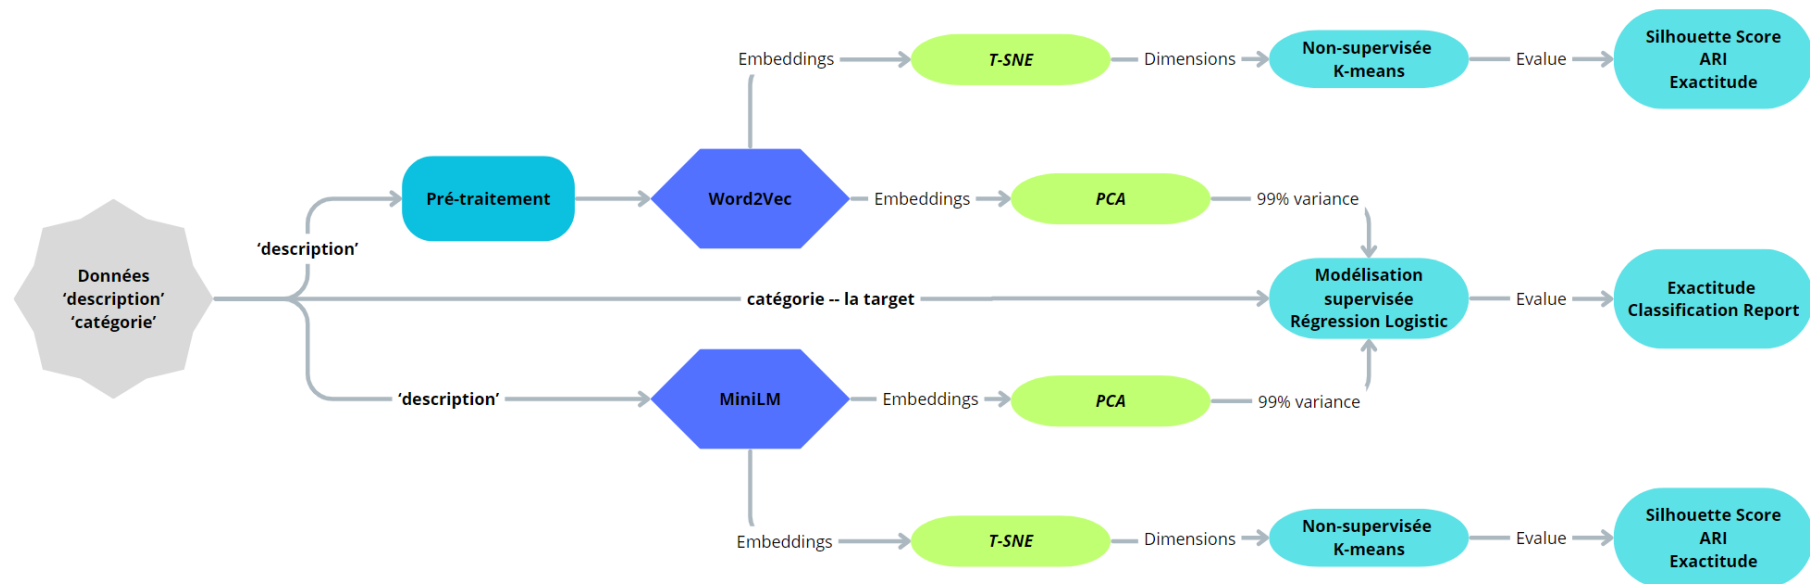 Embeddings
T-SNE
Dimensions
Non-supervisée
K-means
Evalue
Silhouette Score
ARI
Exactitude
Pré-traitement
Word2Vec
Embeddings
PCA
99% variance
‘description’
Données
‘description’
‘catégorie’
catégorie -- la target
Modélisation
supervisée
Régression Logistic
Evalue
Exactitude
Classification Report
‘description’
MiniLM
Embeddings
PCA
99% variance
Embeddings
T-SNE
Dimensions
Non-supervisée
K-means
Evalue
Silhouette Score
ARI
Exactitude